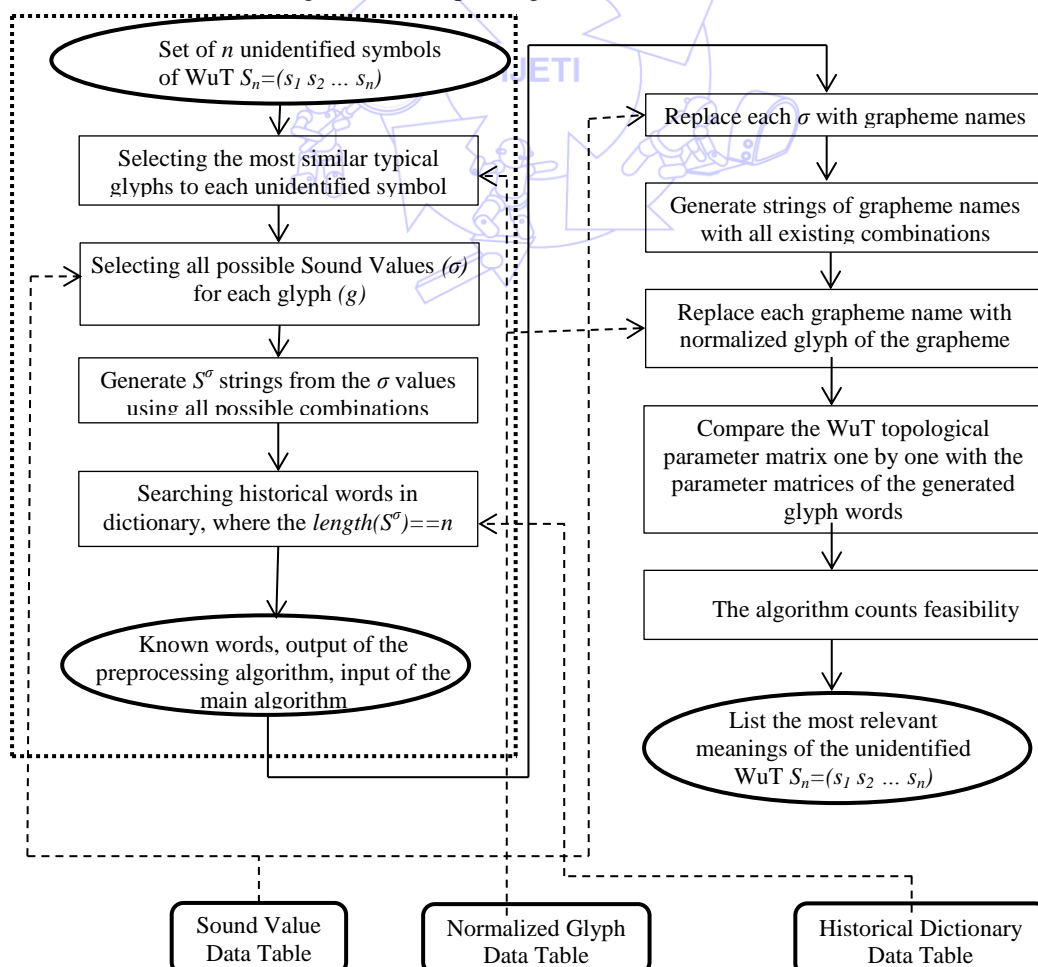 Set of n unidentified symbols
of WuT Sn=(s1 s2 ... sn)
Selecting the most similar typical
glyphs to each unidentified symbol
Selecting all possible Sound Values (σ)
for each glyph (g)
Generate Sσ strings from the σ values
using all possible combinations
Searching historical words in
dictionary, where the length(Sσ)==n
Known words, output of the
preprocessing algorithm, input of the
main algorithm
IJETI
Replace each σ with grapheme names
Generate strings of grapheme names
with all existing combinations
Replace each grapheme name with
normalized glyph of the grapheme
Compare the WuT topological
parameter matrix one by one with the
parameter matrices of the generated
glyph words
The algorithm counts feasibility
List the most relevant
meanings of the unidentified
WuT Sn=(s1 s2 ... sn)
Sound Value
Data Table
Normalized Glyph
Data Table
Historical Dictionary
Data Table